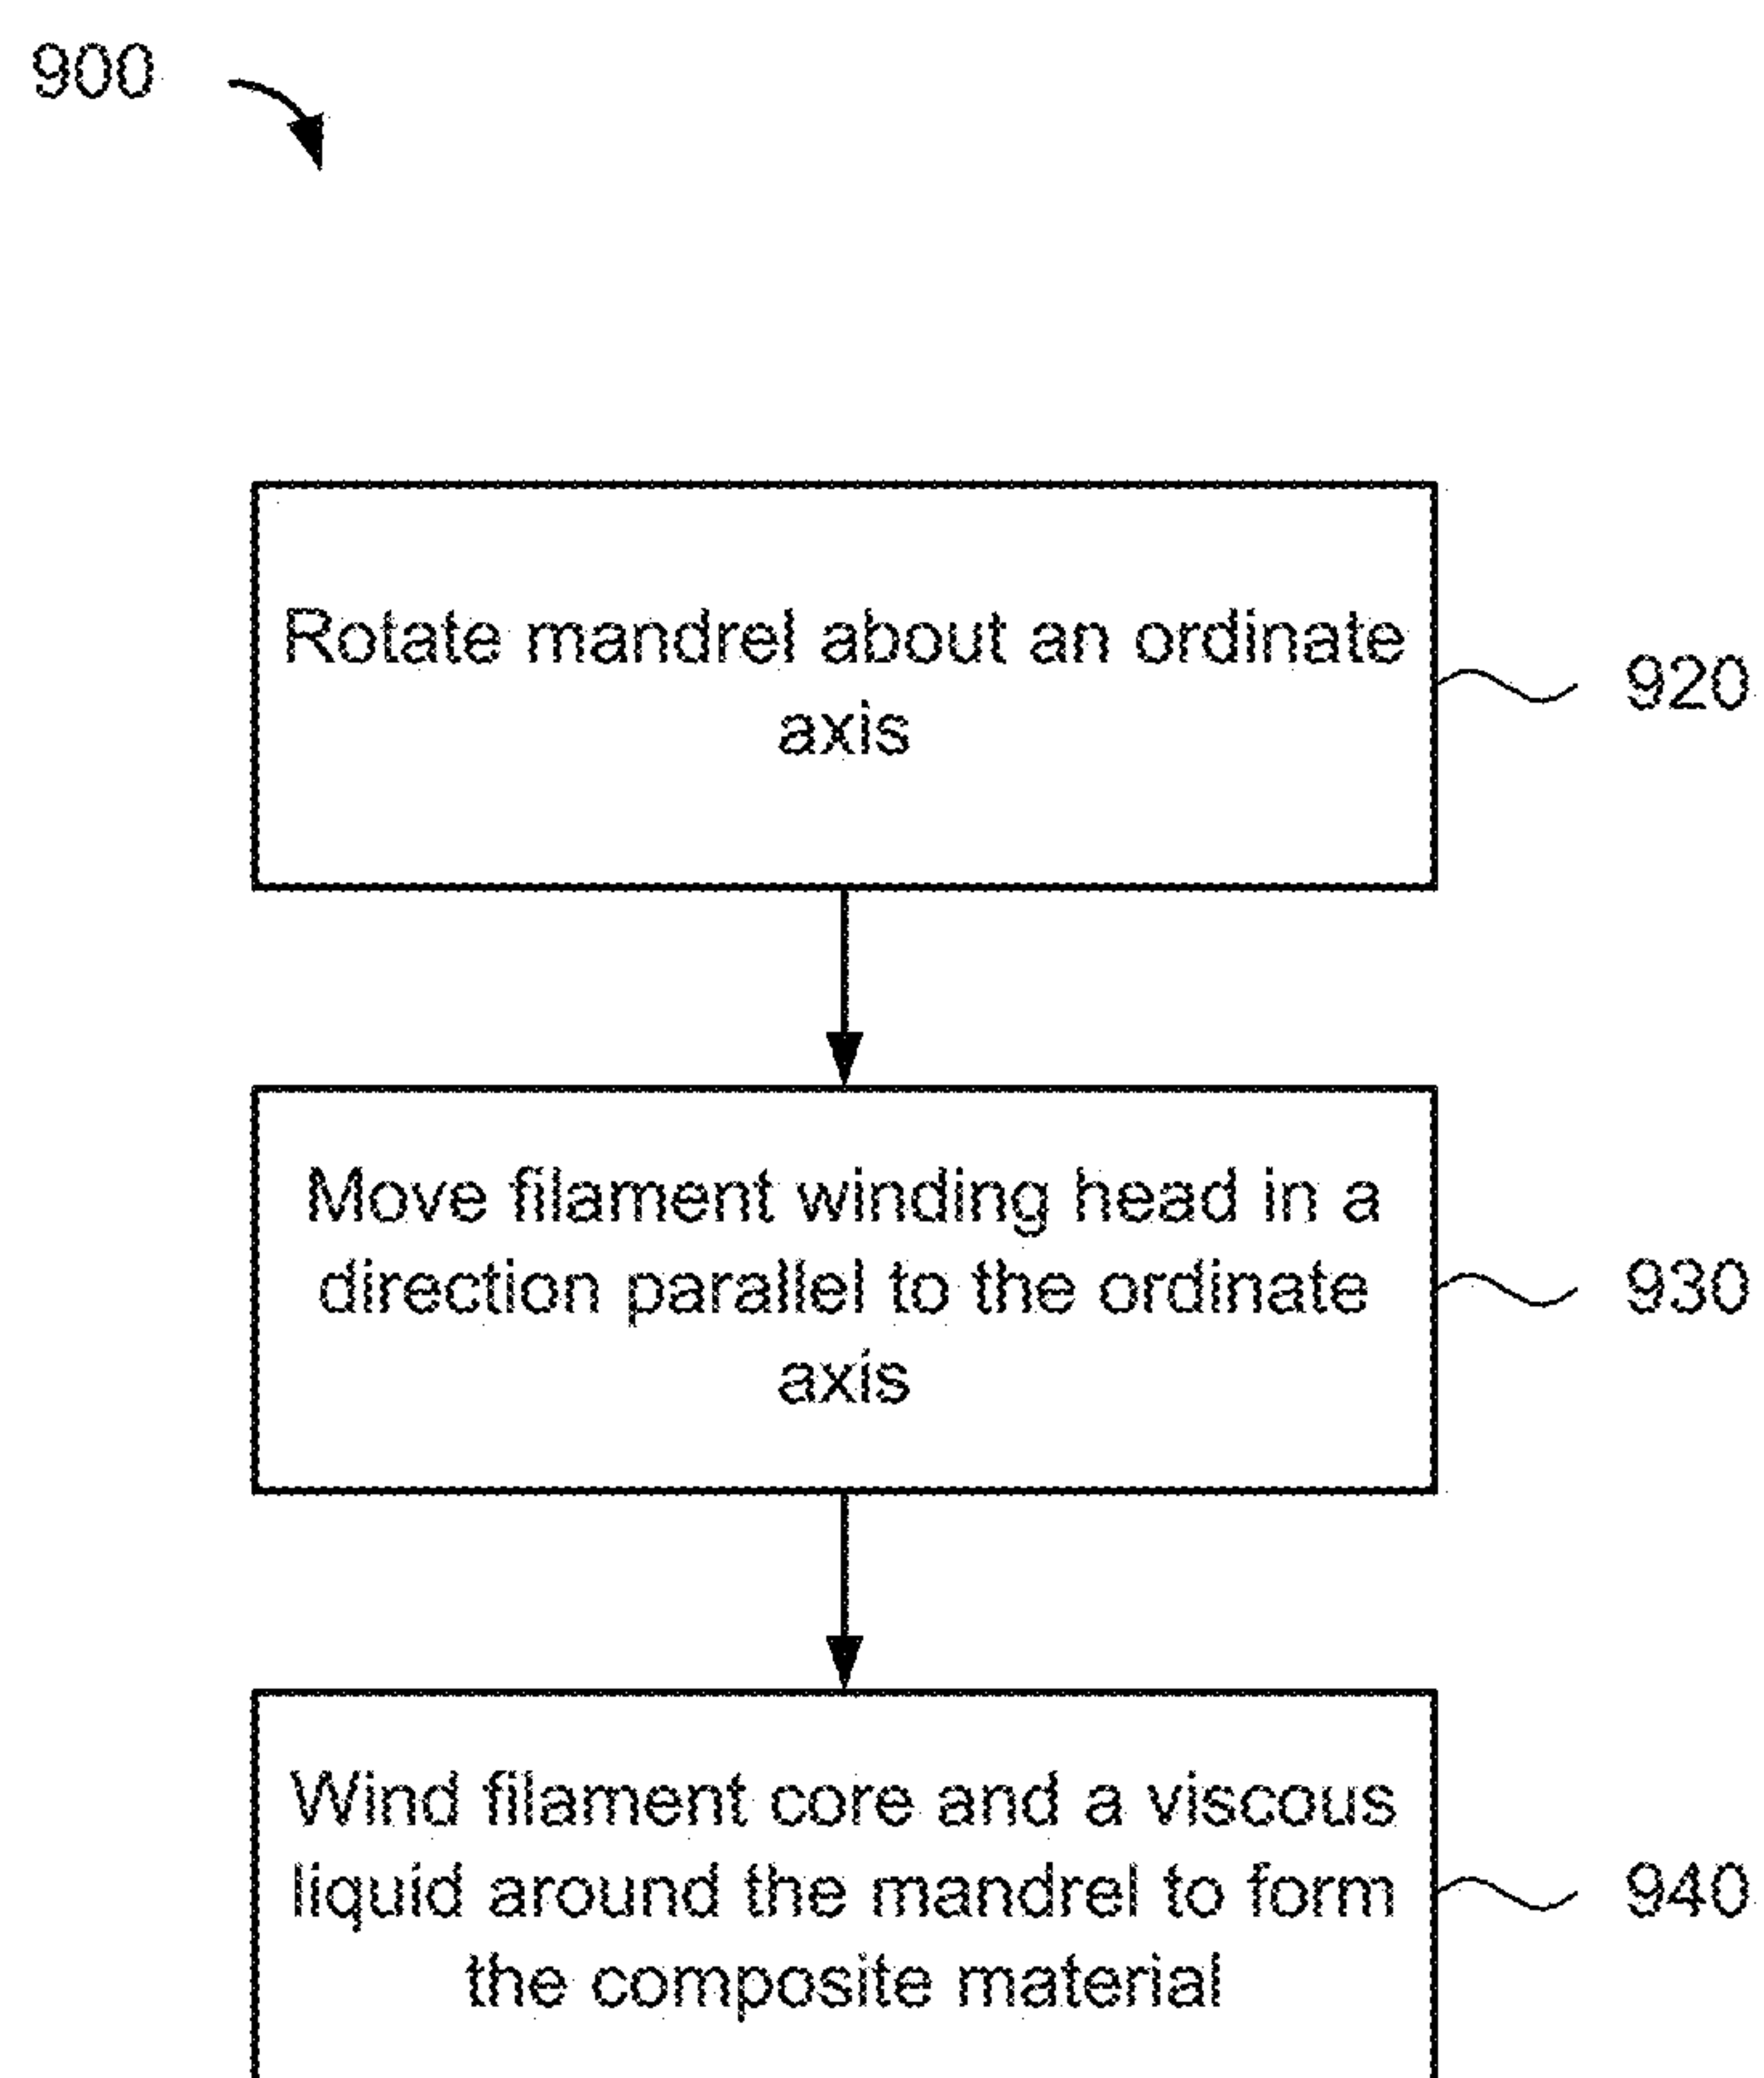 900
Rotate mandrel about an ordinate
axis
920
Move filament winding head in a
direction parallel to the ordinate
axis
930
Wind filament core and a viscous
liquid around the mandrel to form
the composite material
940